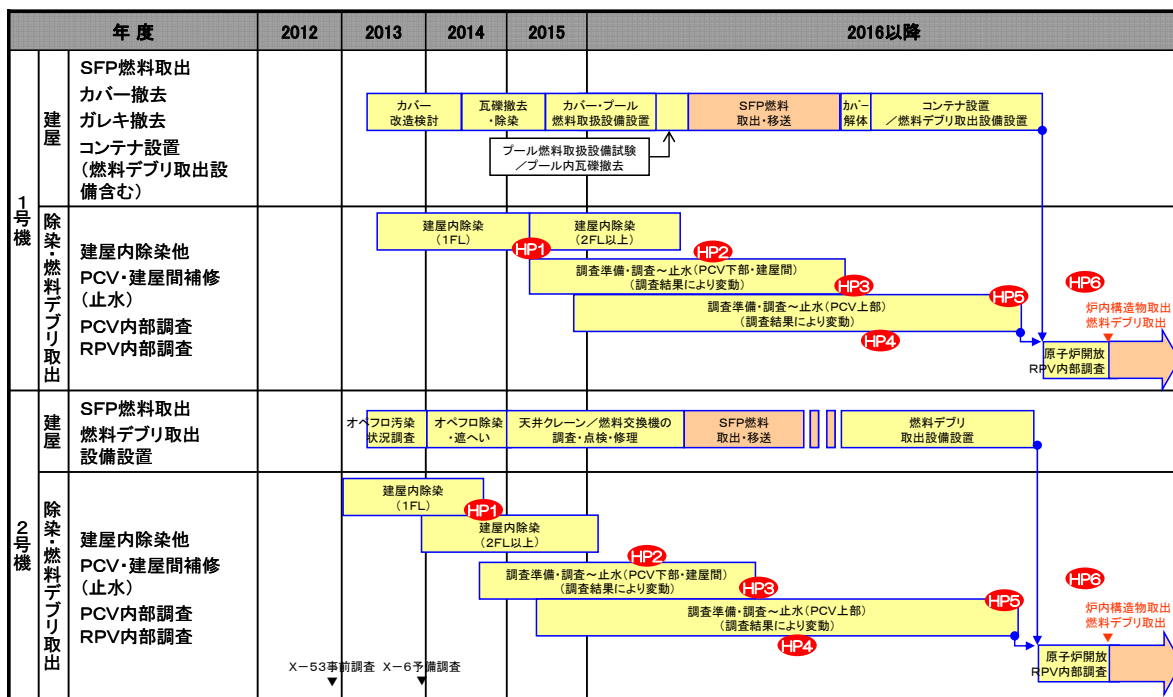 年度
2012
2013
2014
2015
2016以降
1号機
建屋
SFP燃料取出
カバー撤去
ガレキ撤去
コンテナ設置
(燃料デブリ取出設
備含む)
カバー
改造検討
瓦礫撤去
・除染
カバー・プール
燃料取扱設備設置
SFP燃料
取出・移送
カバー
解体
コンテナ設置
/燃料デブリ取出設備設置
プール燃料取扱設備試験
/プール内瓦礫撤去
除染・燃料デブリ取出
建屋内除染他
PCV・建屋間補修
(止水)
PCV内部調査
RPV内部調査
建屋内除染
(1FL)
建屋内除染
(2FL以上)
HP1
HP2
調査準備・調査~止水(PCV下部・建屋間)
(調査結果により変動)
HP3
HP5
調査準備・調査~止水(PCV上部)
(調査結果により変動)
HP4
HP6
炉内構造物取出
燃料デブリ取出
原子炉開放
RPV内部調査
2号機
建屋
SFP燃料取出
燃料デブリ取出
設備設置
オペフロ汚染
状況調査
オペフロ除染
・遮へい
天井クレーン/燃料交換機の
調査・点検・修理
SFP燃料
取出・移送
燃料デブリ
取出設備設置
除染・燃料デブリ取出
建屋内除染他
PCV・建屋間補修
(止水)
PCV内部調査
RPV内部調査
建屋内除染
(1FL)
HP1
建屋内除染
(2FL以上)
HP2
調査準備・調査~止水(PCV下部・建屋間)
(調査結果により変動)
HP3
HP5
調査準備・調査~止水(PCV上部)
(調査結果により変動)
HP4
HP6
炉内構造物取出
燃料デブリ取出
原子炉開放
RPV内部調査
X-53事前調査
X-6予備調査